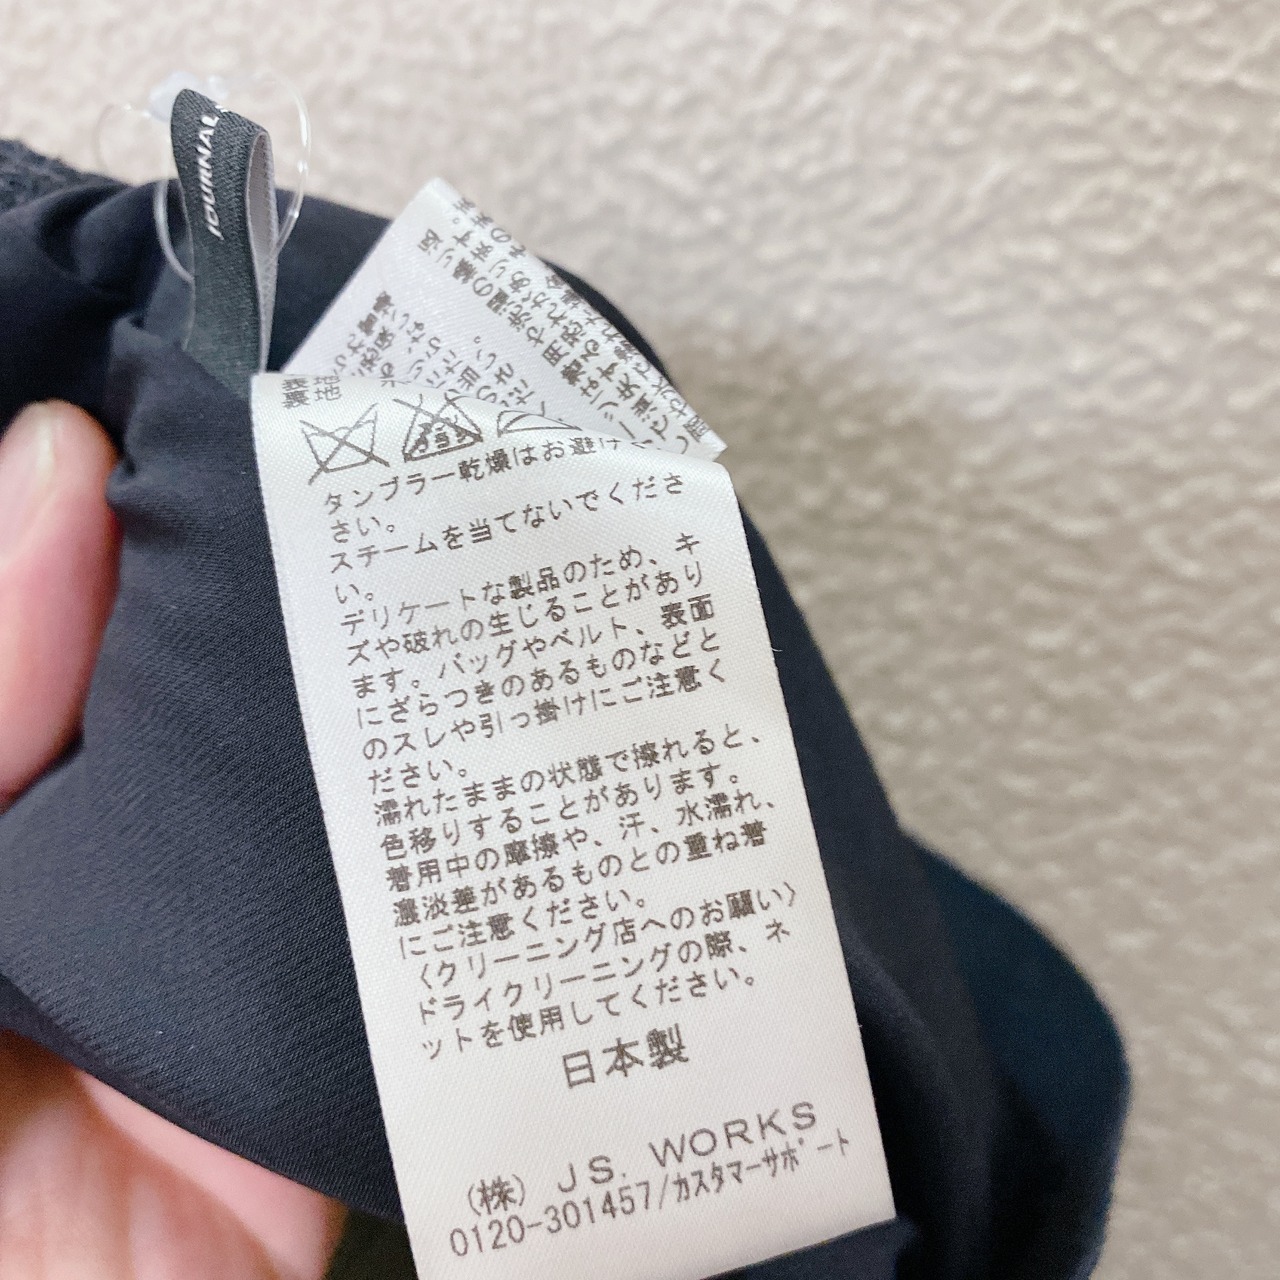 JOURNAL
タンブラー乾燥はお避けくだ
さい。
スチームを当てないでくださ
い。
デリケートな製品のため、キ
ズや破れの生じることがあり
ます。バッグやベルト、表面
にざらつきのあるものなどと
のスレや引っ掛けにご注意く
ださい。
濡れたままの状態で擦れると、
色移りすることがあります。
着用中の摩擦や、汗、水濡れ、
濃淡差があるものとの重ね着
にご注意ください。
〈クリーニング店へのお願い〉
ドライクリーニングの際、ネ
ットを使用してください。
日本製
(株) JS. WORKS
0120-301457/カスタマーサポート